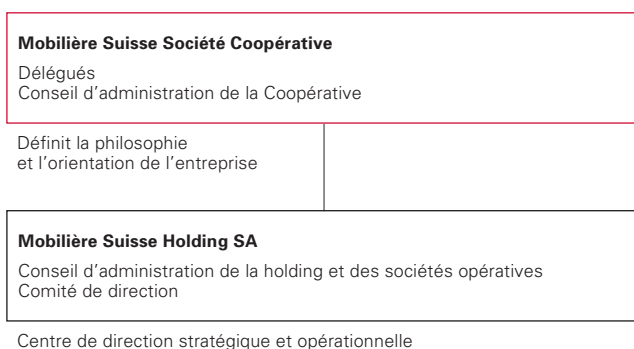 Mobilière Suisse Société Coopérative
Délégués
Conseil d’administration de la Coopérative
Définit la philosophie
et l’orientation de l’entreprise
Mobilière Suisse Holding SA
Conseil d’administration de la holding et des sociétés opératives
Comité de direction
Centre de direction stratégique et opérationnelle